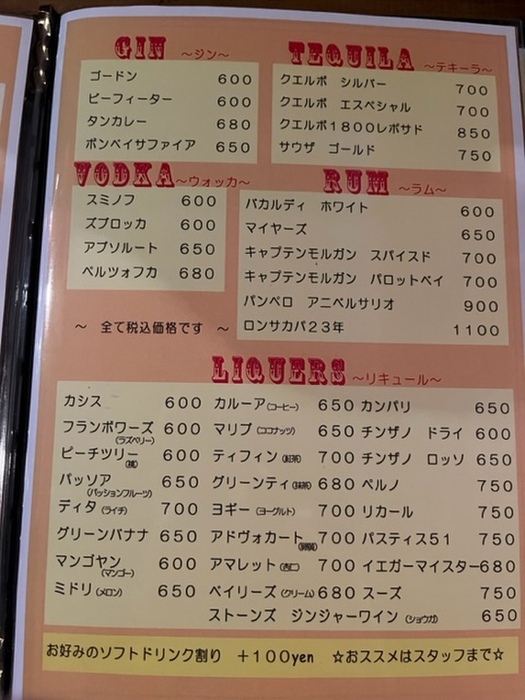 GIN ～ジン～
ゴードン 600
ビーフィーター 600
タンカレー 680
ボンベイサファイア 650
TEQUILA ～テキーラ～
クエルボ シルバー 700
クエルボ エスペシャル 700
クエルボ1800レポサド 850
サウザ ゴールド 750
VODKA ～ウォッカ～
スミノフ 600
ズブロッカ 600
アブソルート 650
ベルヴォフカ 680
RUM ～ラム～
バカルディ ホワイト 600
マイヤーズ 650
キャプテンモルガン スパイスド 700
キャプテンモルガン パロットベイ 700
パンペロ アニベルサリオ 900
ロンサカパ23年 1100
～ 全て税込価格です ～
LIQUERS ～リキュール～
カシス 600
フランボワーズ (ラズベリー) 600
ピーチツリー (桃) 600
パッソア (パッションフルーツ) 650
ディタ (ライチ) 700
グリーンバナナ 650
マンゴヤン (マンゴー) 600
ミドリ (メロン) 650
カルーア (コーヒー) 650
マリブ (ココナッツ) 650
ティフィン (紅茶) 700
グリーンティ (抹茶) 680
ヨギー (ヨーグルト) 700
アドヴォカート 700
アマレット (杏仁) 700
ベイリーズ (クリーム) 680
ストーンズ ジンジャーワイン (ショウガ) 650
カンパリ 650
チンザノ ドライ 600
チンザノ ロッソ 650
ペルノ 750
リカール 750
パスティス51 750
イエガーマイスター 680
スーズ 750
お好みのソフトドリンク割り +100yen ☆おススメはスタッフまで☆